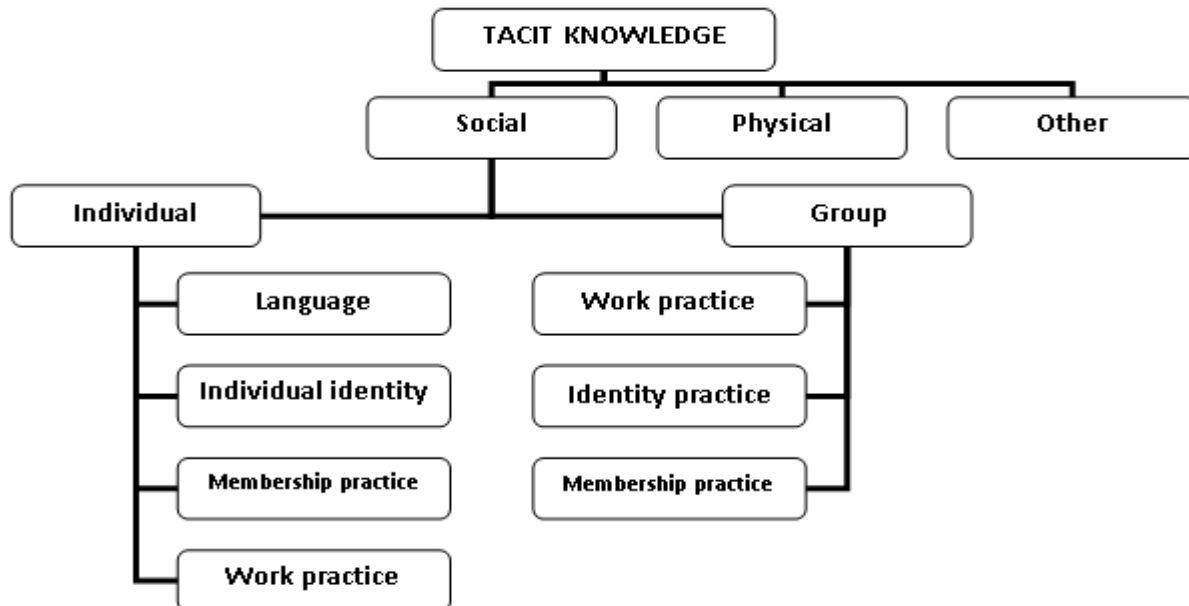 TACIT KNOWLEDGE
Social
Physical
Other
Individual
Group
Language
Individual identity
Membership practice
Work practice
Work practice
Identity practice
Membership practice